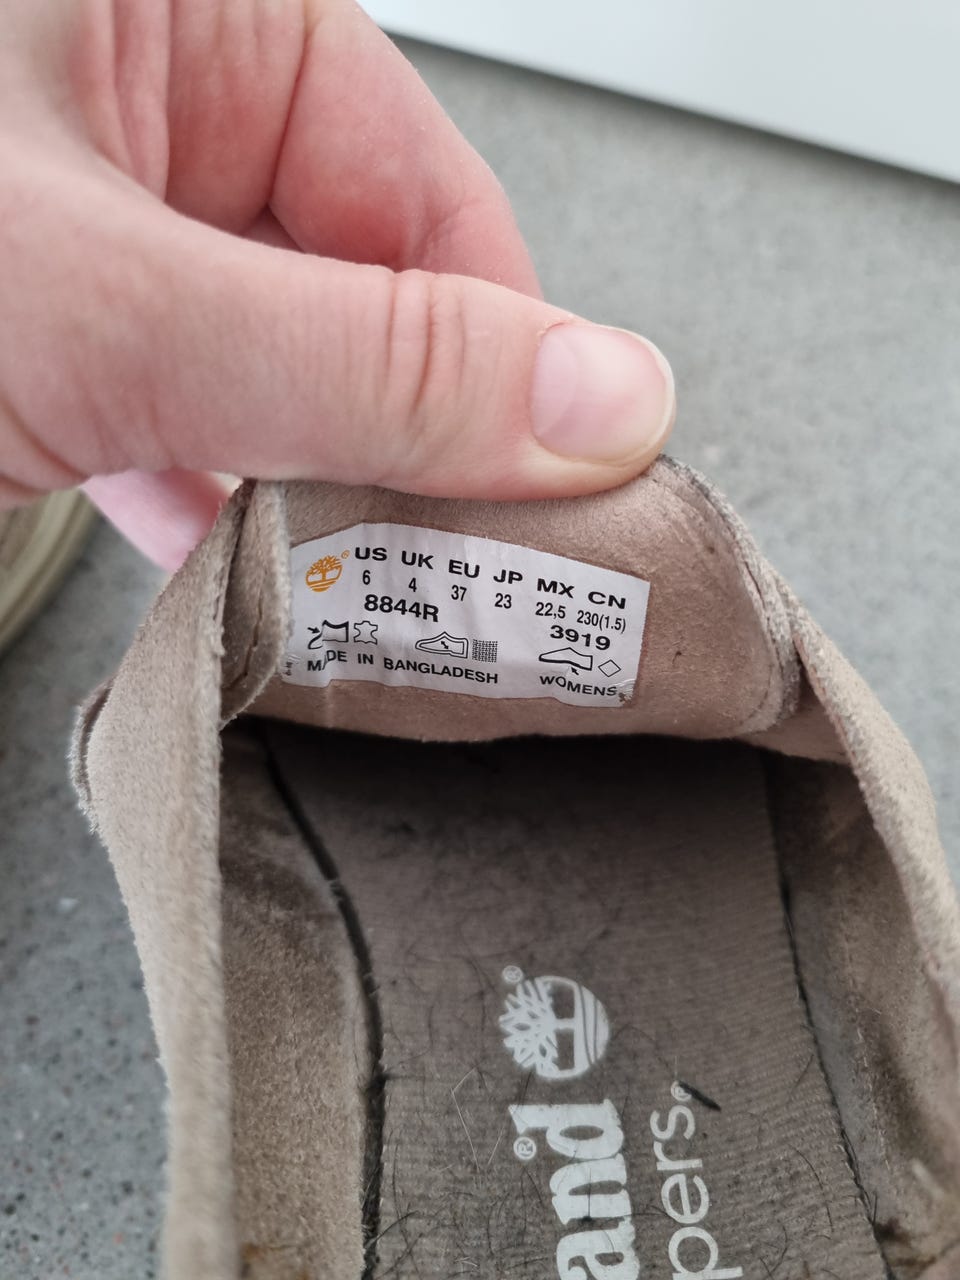 ® US UK EU JP MX CN
6 4 37 23 22,5 230(1.5)
8844R 3919
MADE IN BANGLADESH WOMENS
®
and®
pers®